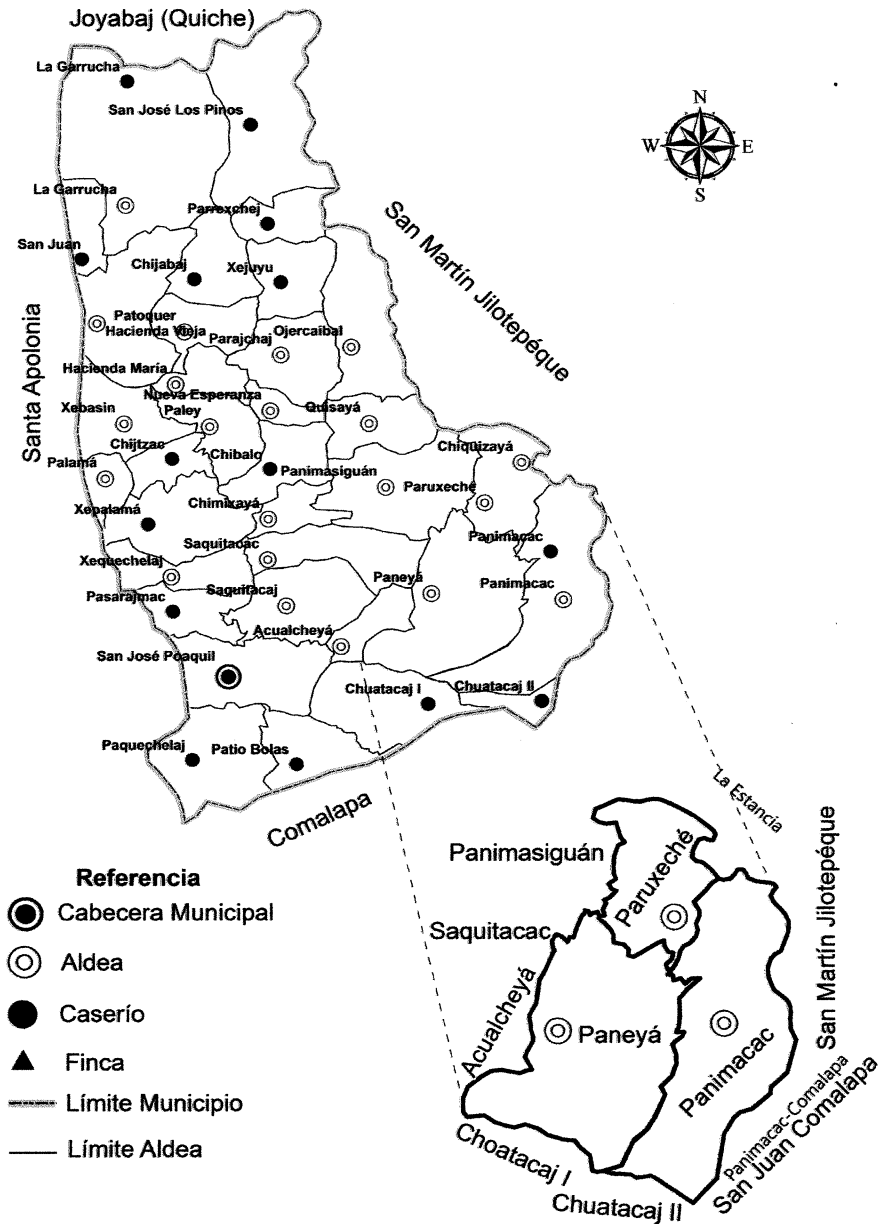 Joyabaj (Quiche)
La Garrucha
San José Los Pinos
N
W
E
S
La Garrucha
Parrexchej
San Juan
Chijabaj
Xejuyu
San Martín Jilotepéque
Santa Apolonia
Patoquer
Hacienda Vieja
Parajchaj
Ojercaibal
Hacienda María
Nueva Esperanza
Xebasin
Paley
Quisayá
Chijtzac
Chibalo
Chiquizayá
Palamá
Panimasiguán
Paruxeché
Xepalamá
Chimixayá
Saquitacac
Panimacac
Xequechelaj
Saquitacaj
Paneyá
Panimacac
Pasarajmac
Acualcheyá
San José Poaquil
Chuatacaj I
Chuatacaj II
Paquechelaj
Patio Bolas
Comalapa
La Estancia
Panimasiguán
Paruxeché
San Martín Jilotepéque
Saquitacac
Acualcheyá
Paneyá
Panimacac
Panimacac-Comalapa
San Juan Comalapa
Choatacaj I
Chuatacaj II
Referencia
Cabecera Municipal
Aldea
Caserío
Finca
Límite Municipio
Límite Aldea